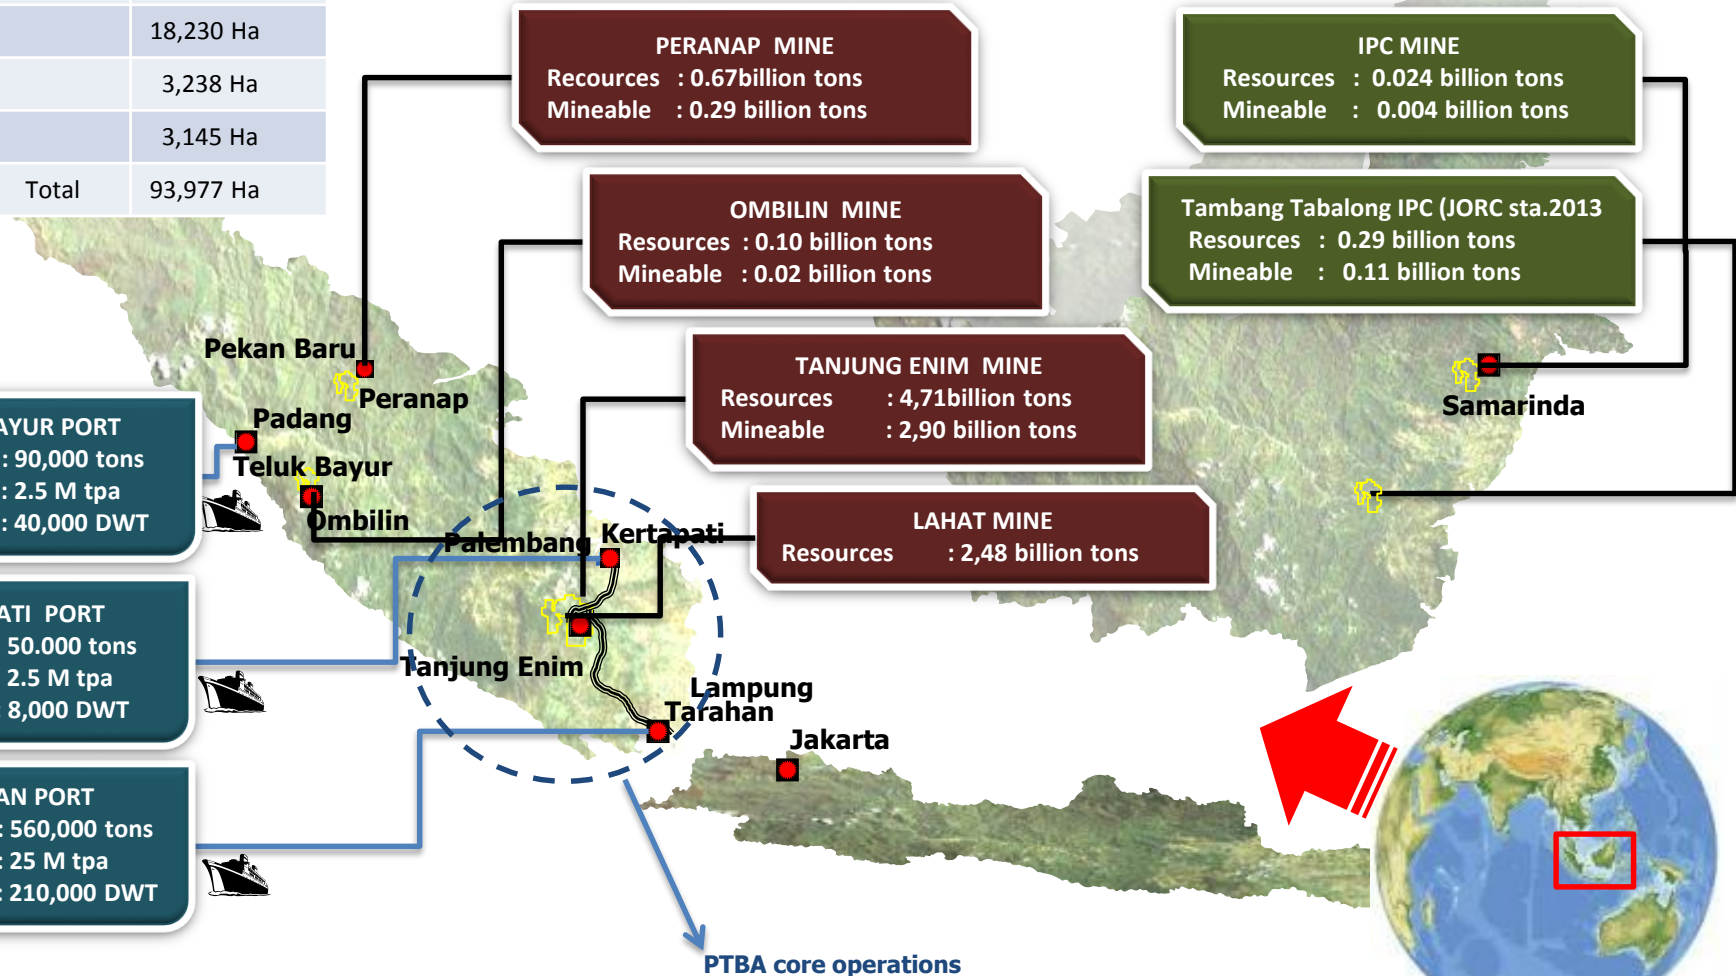 18,230 Ha
3,238 Ha
3,145 Ha
Total 93,977 Ha
PERANAP MINE
Recources : 0.67billion tons
Mineable : 0.29 billion tons
IPC MINE
Resources : 0.024 billion tons
Mineable : 0.004 billion tons
OMBILIN MINE
Resources : 0.10 billion tons
Mineable : 0.02 billion tons
Tambang Tabalong IPC (JORC sta.2013
Resources : 0.29 billion tons
Mineable : 0.11 billion tons
TANJUNG ENIM MINE
Resources : 4,71billion tons
Mineable : 2,90 billion tons
LAHAT MINE
Resources : 2,48 billion tons
Pekan Baru
Peranap
Padang
Teluk Bayur
Ombilin
Palembang
Kertapati
Tanjung Enim
Lampung
Tarahan
Jakarta
Samarinda
AYUR PORT
: 90,000 tons
: 2.5 M tpa
: 40,000 DWT
ATI PORT
50.000 tons
2.5 M tpa
: 8,000 DWT
AN PORT
: 560,000 tons
: 25 M tpa
: 210,000 DWT
PTBA core operations